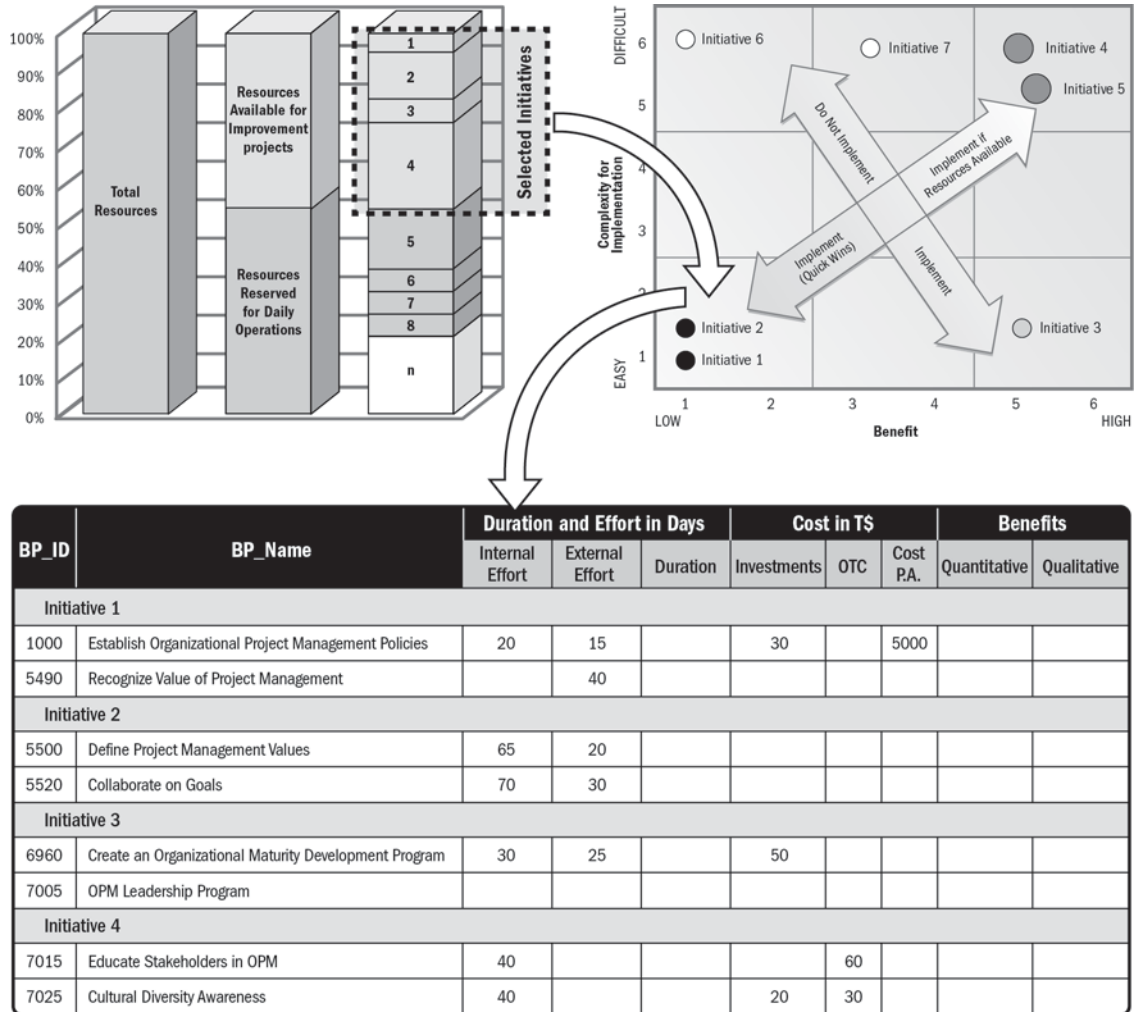 100%
90%
80%
70%
60%
50%
40%
30%
20%
10%
0%
Total
Resources
Resources
Available for
Improvement
projects
Resources
Reserved
for Daily
Operations
1
2
3
4
5
6
7
8
n
Selected Initiatives
DIFFICULT
EASY
Complexity for
Implementation
6
5
4
3
2
1
Initiative 6
Initiative 7
Initiative 4
Initiative 5
Do Not Implement
Implement if
Resources Available
Implement
(Quick Wins)
Implement
Initiative 2
Initiative 1
Initiative 3
1 2 3 4 5 6
LOW HIGH
Benefit
BP_ID BP_Name Duration and Effort in Days Cost in T$ Benefits
Internal Effort External Effort Duration Investments OTC Cost P.A. Quantitative Qualitative
Initiative 1
1000 Establish Organizational Project Management Policies 20 15 30 5000
5490 Recognize Value of Project Management 40
Initiative 2
5500 Define Project Management Values 65 20
5520 Collaborate on Goals 70 30
Initiative 3
6960 Create an Organizational Maturity Development Program 30 25 50
7005 OPM Leadership Program
Initiative 4
7015 Educate Stakeholders in OPM 40 60
7025 Cultural Diversity Awareness 40 20 30